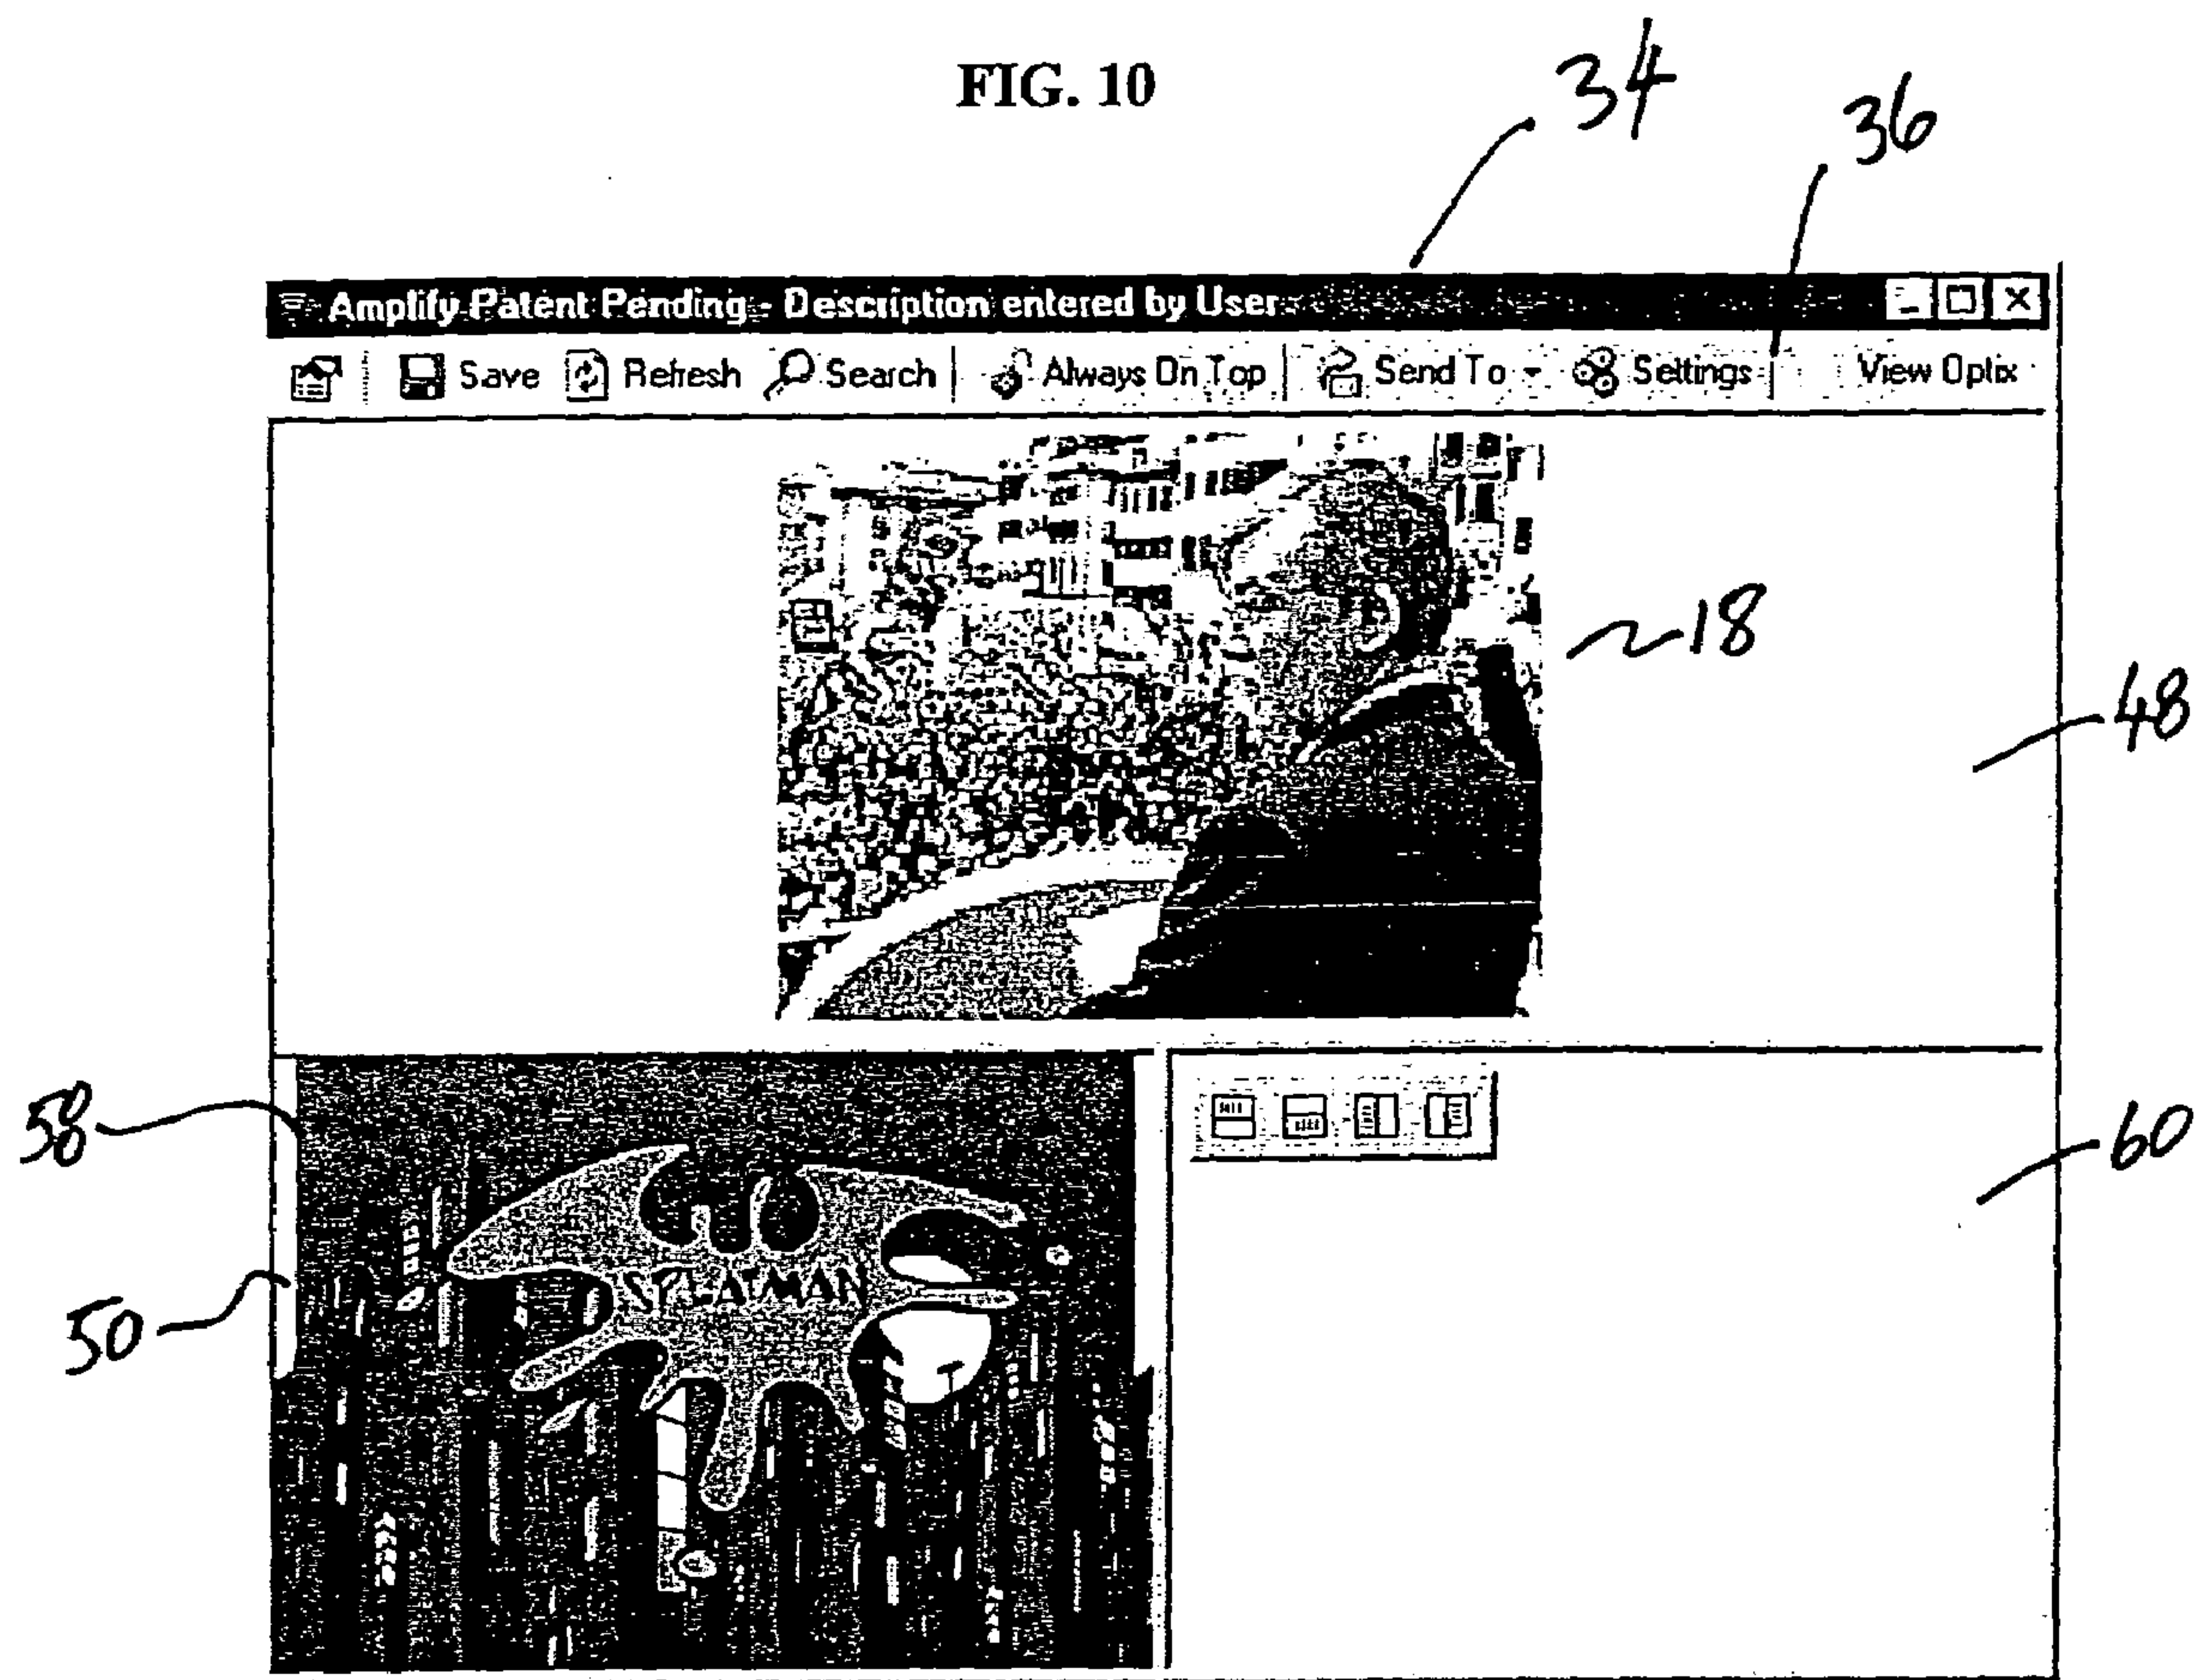 FIG. 10
34
36
Amplify Patent Pending - Description entered by User
Save Refresh Search Always On Top Send To Settings View Optix
18
48
58
50
SPLATMAN
60